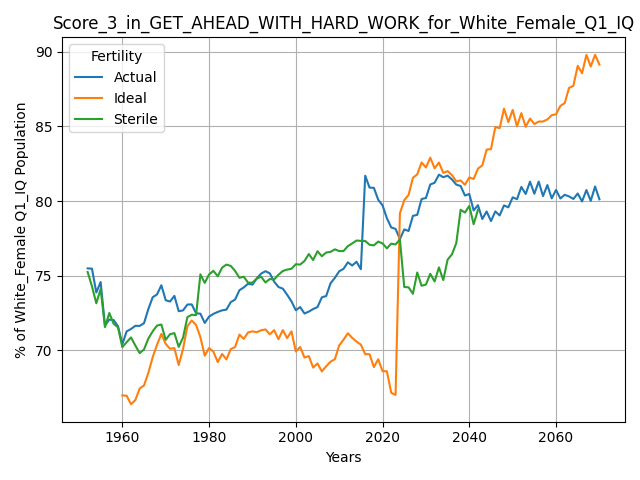 Score_3_in_GET_AHEAD_WITH_HARD_WORK_for_White_Female_Q1_IQ
Fertility
Actual
Ideal
Sterile
% of White_Female Q1_IQ Population
90
85
80
75
70
1960
1980
2000
2020
2040
2060
Years